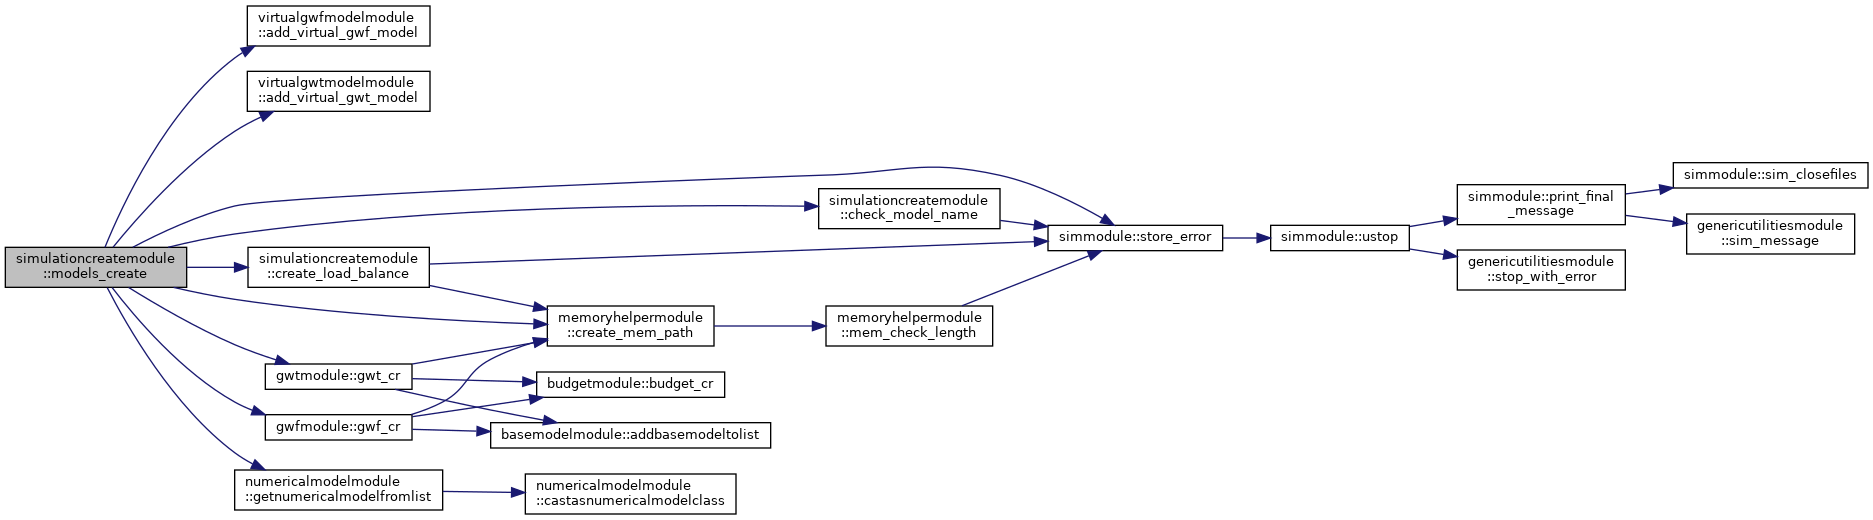 virtualgwfmodelmodule
::add_virtual_gwf_model
virtualgwtmodelmodule
::add_virtual_gwt_model
simulationcreatemodule
::models_create
simulationcreatemodule
::check_model_name
simulationcreatemodule
::create_load_balance
memoryhelpermodule
::create_mem_path
memoryhelpermodule
::mem_check_length
gwtmodule::gwt_cr
budgetmodule::budget_cr
gwfmodule::gwf_cr
basemodelmodule::addbasemodeltolist
numericalmodelmodule
::getnumericalmodelfromlist
numericalmodelmodule
::castasnumericalmodelclass
simmodule::store_error
simmodule::ustop
simmodule::print_final
_message
genericutilitiesmodule
::stop_with_error
simmodule::sim_closefiles
genericutilitiesmodule
::sim_message